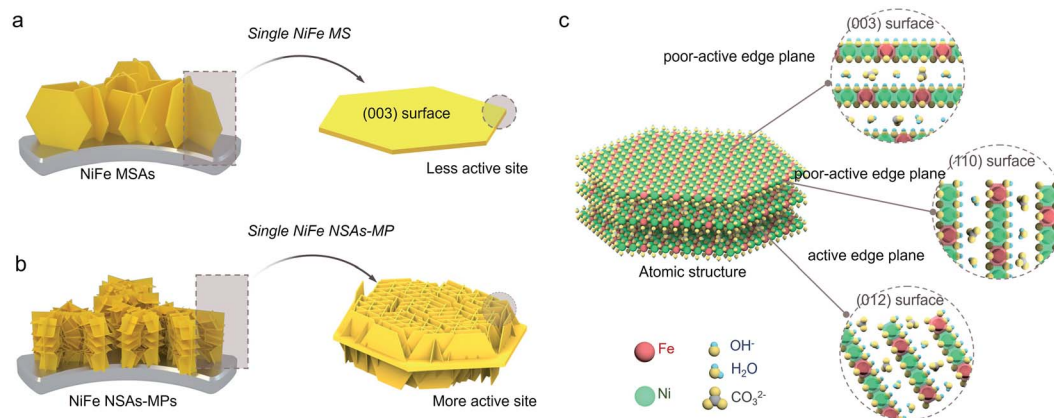 a
Single NiFe MS
(003) surface
NiFe MSAs
Less active site
b
Single NiFe NSAs-MP
NiFe NSAs-MPs
More active site
c
(003) surface
poor-active edge plane
(110) surface
poor-active edge plane
Atomic structure
active edge plane
(012) surface
Fe
OH-
H₂O
Ni
CO₃²⁻